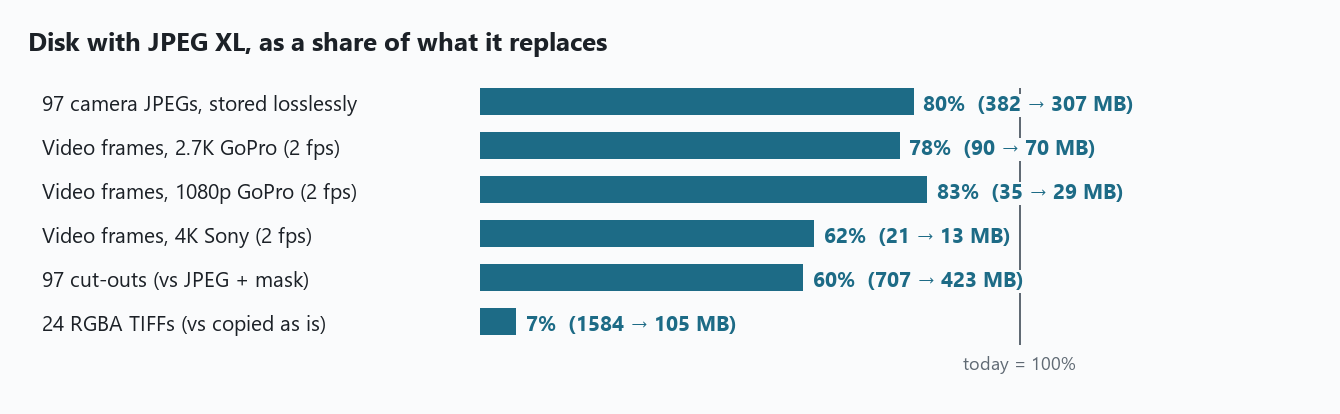 Disk with JPEG XL, as a share of what it replaces
97 camera JPEGs, stored losslessly 80% (382 → 307 MB)
Video frames, 2.7K GoPro (2 fps) 78% (90 → 70 MB)
Video frames, 1080p GoPro (2 fps) 83% (35 → 29 MB)
Video frames, 4K Sony (2 fps) 62% (21 → 13 MB)
97 cut-outs (vs JPEG + mask) 60% (707 → 423 MB)
24 RGBA TIFFs (vs copied as is) 7% (1584 → 105 MB)
today = 100%